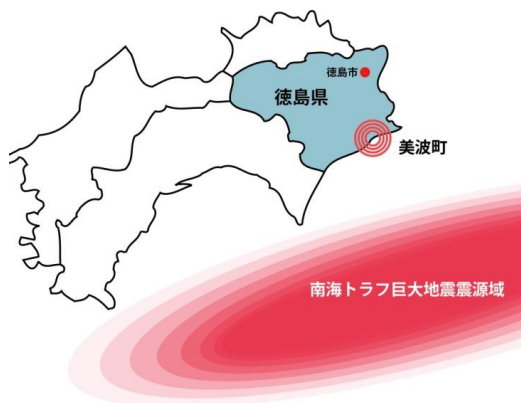 徳島市
徳島県
美波町
南海トラフ巨大地震震源域